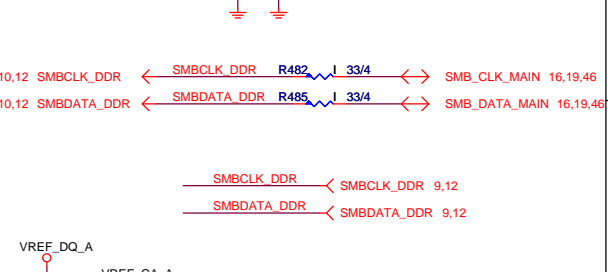 SMBCLK_DDR R482 33/4
10,12 SMBCLK_DDR SMB_CLK_MAIN 16,19,46
SMBDATA_DDR R485 33/4
10,12 SMBDATA_DDR SMB_DATA_MAIN 16,19,46
SMBCLK_DDR
SMBCLK_DDR 9,12
SMBDATA_DDR
SMBDATA_DDR 9,12
VREF_DQ_A
VREF_CA_A